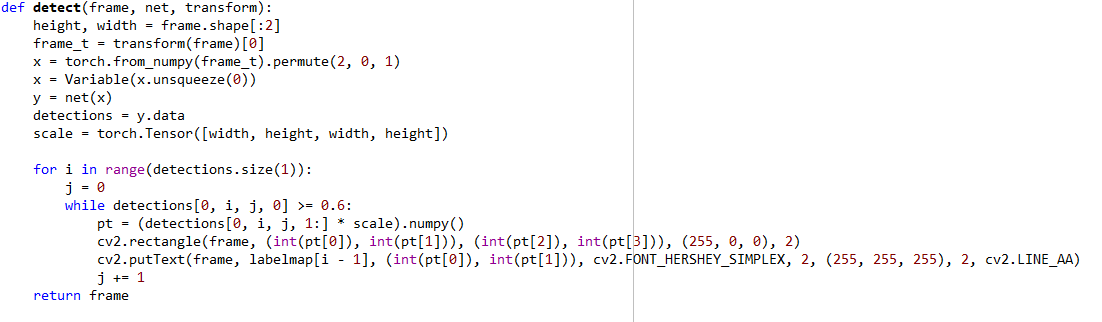 def detect(frame, net, transform):
    height, width = frame.shape[:2]
    frame_t = transform(frame)[0]
    x = torch.from_numpy(frame_t).permute(2, 0, 1)
    x = Variable(x.unsqueeze(0))
    y = net(x)
    detections = y.data
    scale = torch.Tensor([width, height, width, height])

    for i in range(detections.size(1)):
        j = 0
        while detections[0, i, j, 0] >= 0.6:
            pt = (detections[0, i, j, 1:] * scale).numpy()
            cv2.rectangle(frame, (int(pt[0]), int(pt[1])), (int(pt[2]), int(pt[3])), (255, 0, 0), 2)
            cv2.putText(frame, labelmap[i - 1], (int(pt[0]), int(pt[1])), cv2.FONT_HERSHEY_SIMPLEX, 2, (255, 255, 255), 2, cv2.LINE_AA)
            j += 1
    return frame